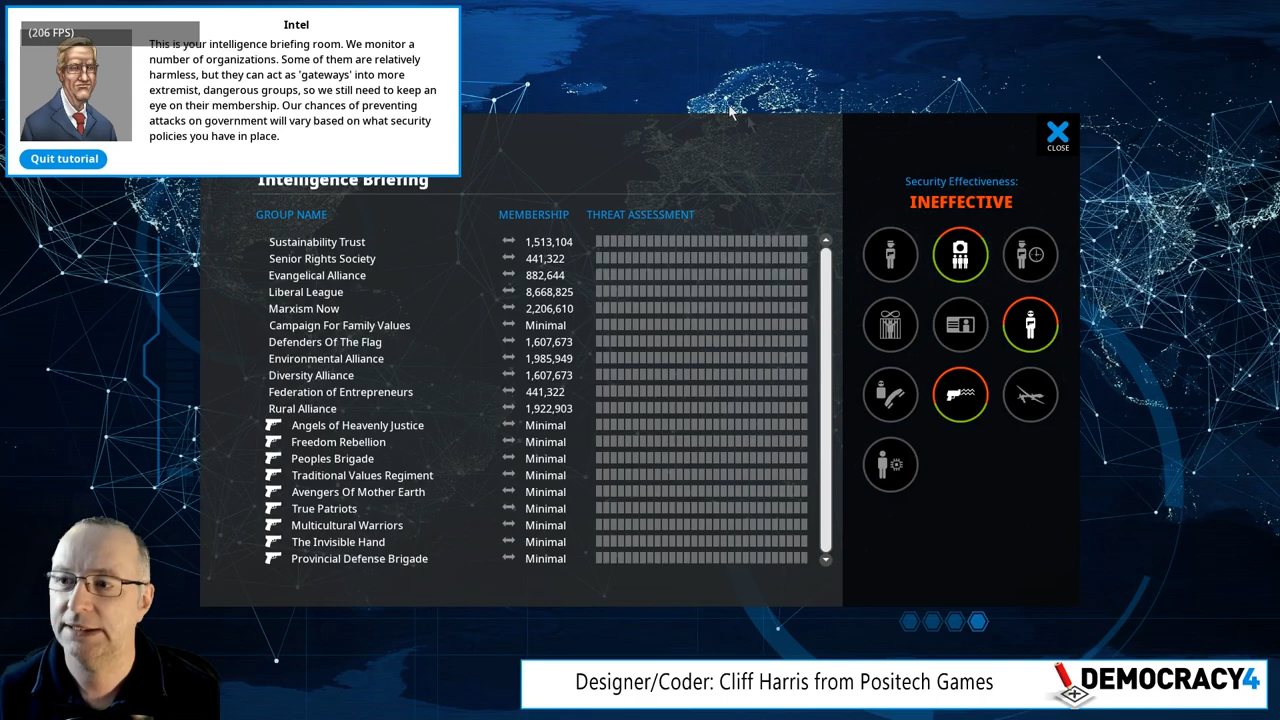 (206 FPS)
Intel
This is your intelligence briefing room. We monitor a
number of organizations. Some of them are relatively
harmless, but they can act as 'gateways' into more
extremist, dangerous groups, so we still need to keep an
eye on their membership. Our chances of preventing
attacks on government will vary based on what security
policies you have in place.
Quit tutorial
CLOSE
Intelligence Briefing
GROUP NAME MEMBERSHIP THREAT ASSESSMENT
Sustainability Trust 1,513,104
Senior Rights Society 441,322
Evangelical Alliance 882,644
Liberal League 8,668,825
Marxism Now 2,206,610
Campaign For Family Values Minimal
Defenders Of The Flag 1,607,673
Environmental Alliance 1,985,949
Diversity Alliance 1,607,673
Federation of Entrepreneurs 441,322
Rural Alliance 1,922,903
Angels of Heavenly Justice Minimal
Freedom Rebellion Minimal
Peoples Brigade Minimal
Traditional Values Regiment Minimal
Avengers Of Mother Earth Minimal
True Patriots Minimal
Multicultural Warriors Minimal
The Invisible Hand Minimal
Provincial Defense Brigade Minimal
Security Effectiveness:
INEFFECTIVE
Designer/Coder: Cliff Harris from Positech Games
DEMOCRACY4